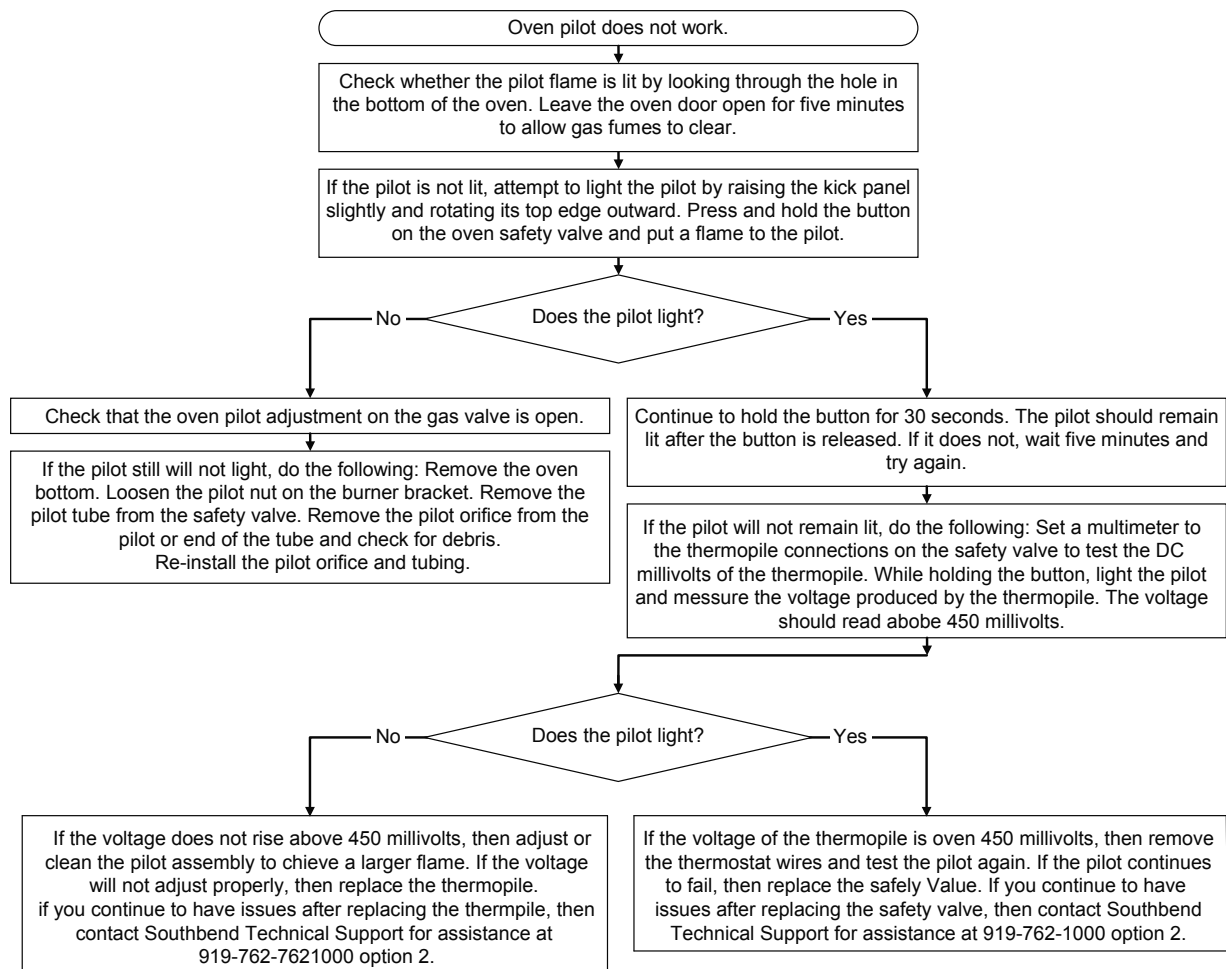 Oven pilot does not work.
Check whether the pilot flame is lit by looking through the hole in
the bottom of the oven. Leave the oven door open for five minutes
to allow gas fumes to clear.
If the pilot is not lit, attempt to light the pilot by raising the kick panel
slightly and rotating its top edge outward. Press and hold the button
on the oven safety valve and put a flame to the pilot.
Does the pilot light?
No
Yes
Check that the oven pilot adjustment on the gas valve is open.
If the pilot still will not light, do the following: Remove the oven
bottom. Loosen the pilot nut on the burner bracket. Remove the
pilot tube from the safety valve. Remove the pilot orifice from the
pilot or end of the tube and check for debris.
Re-install the pilot orifice and tubing.
Continue to hold the button for 30 seconds. The pilot should remain
lit after the button is released. If it does not, wait five minutes and
try again.
If the pilot will not remain lit, do the following: Set a multimeter to
the thermopile connections on the safety valve to test the DC
millivolts of the thermopile. While holding the button, light the pilot
and messure the voltage produced by the thermopile. The voltage
should read abobe 450 millivolts.
Does the pilot light?
No
Yes
If the voltage does not rise above 450 millivolts, then adjust or
clean the pilot assembly to chieve a larger flame. If the voltage
will not adjust properly, then replace the thermopile.
if you continue to have issues after replacing the thermpile, then
contact Southbend Technical Support for assistance at
919-762-7621000 option 2.
If the voltage of the thermopile is oven 450 millivolts, then remove
the thermostat wires and test the pilot again. If the pilot continues
to fail, then replace the safely Value. If you continue to have
issues after replacing the safety valve, then contact Southbend
Technical Support for assistance at 919-762-1000 option 2.